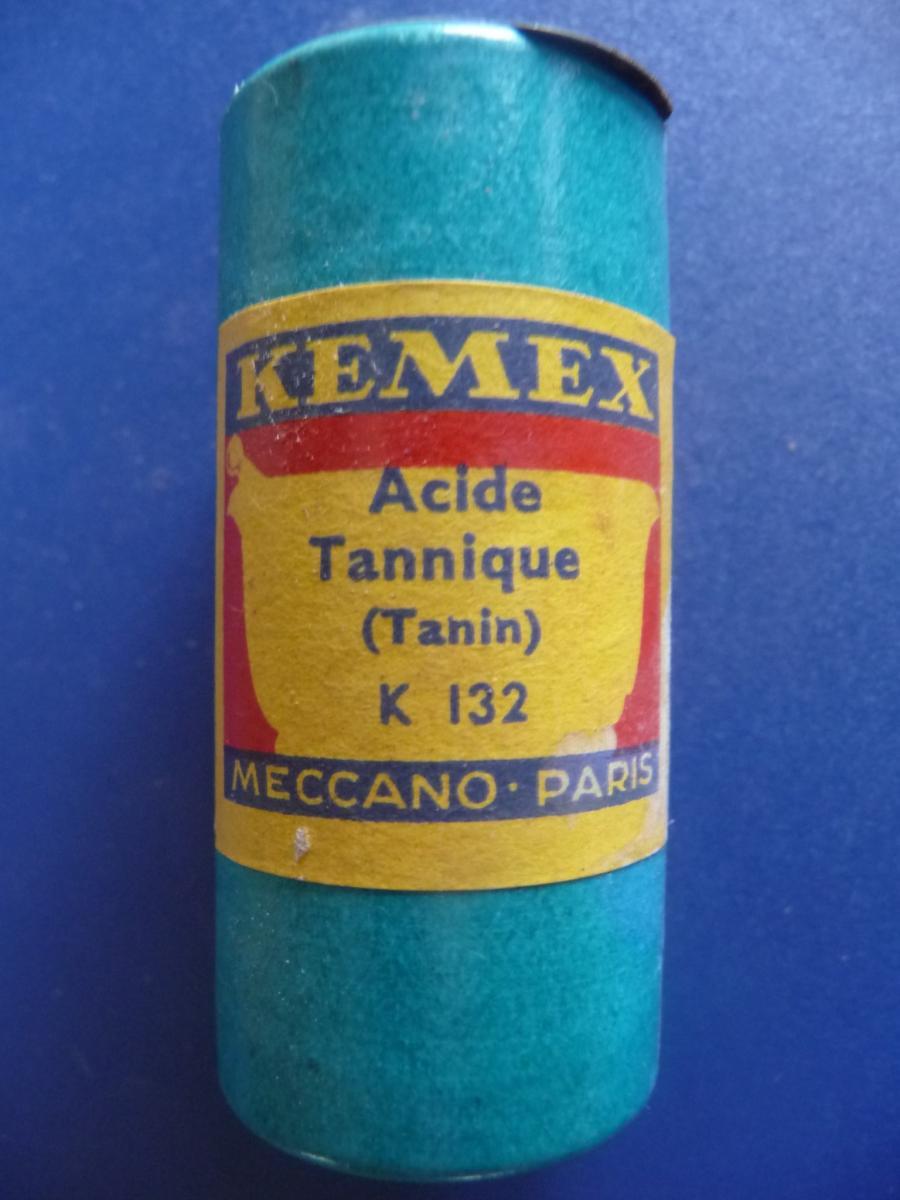 KEMEX
Acide
Tannique
(Tanin)
K 132
MECCANO · PARIS